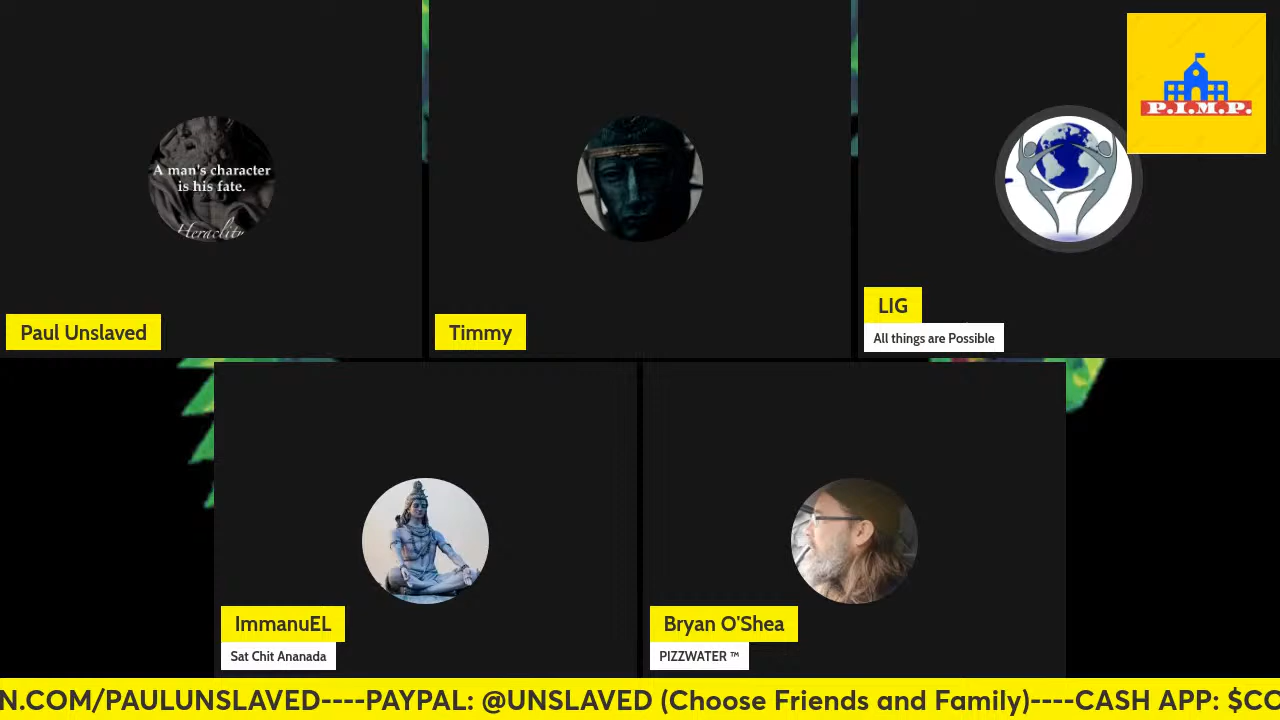 A man's character
is his fate.
P.I.M.P.
Paul Unslaved
Timmy
LIG
All things are Possible
ImmanuEL
Sat Chit Ananada
Bryan O'Shea
PIZZWATER ™
N.COM/PAULUNSLAVED----PAYPAL: @UNSLAVED (Choose Friends and Family)----CASH APP: $CO